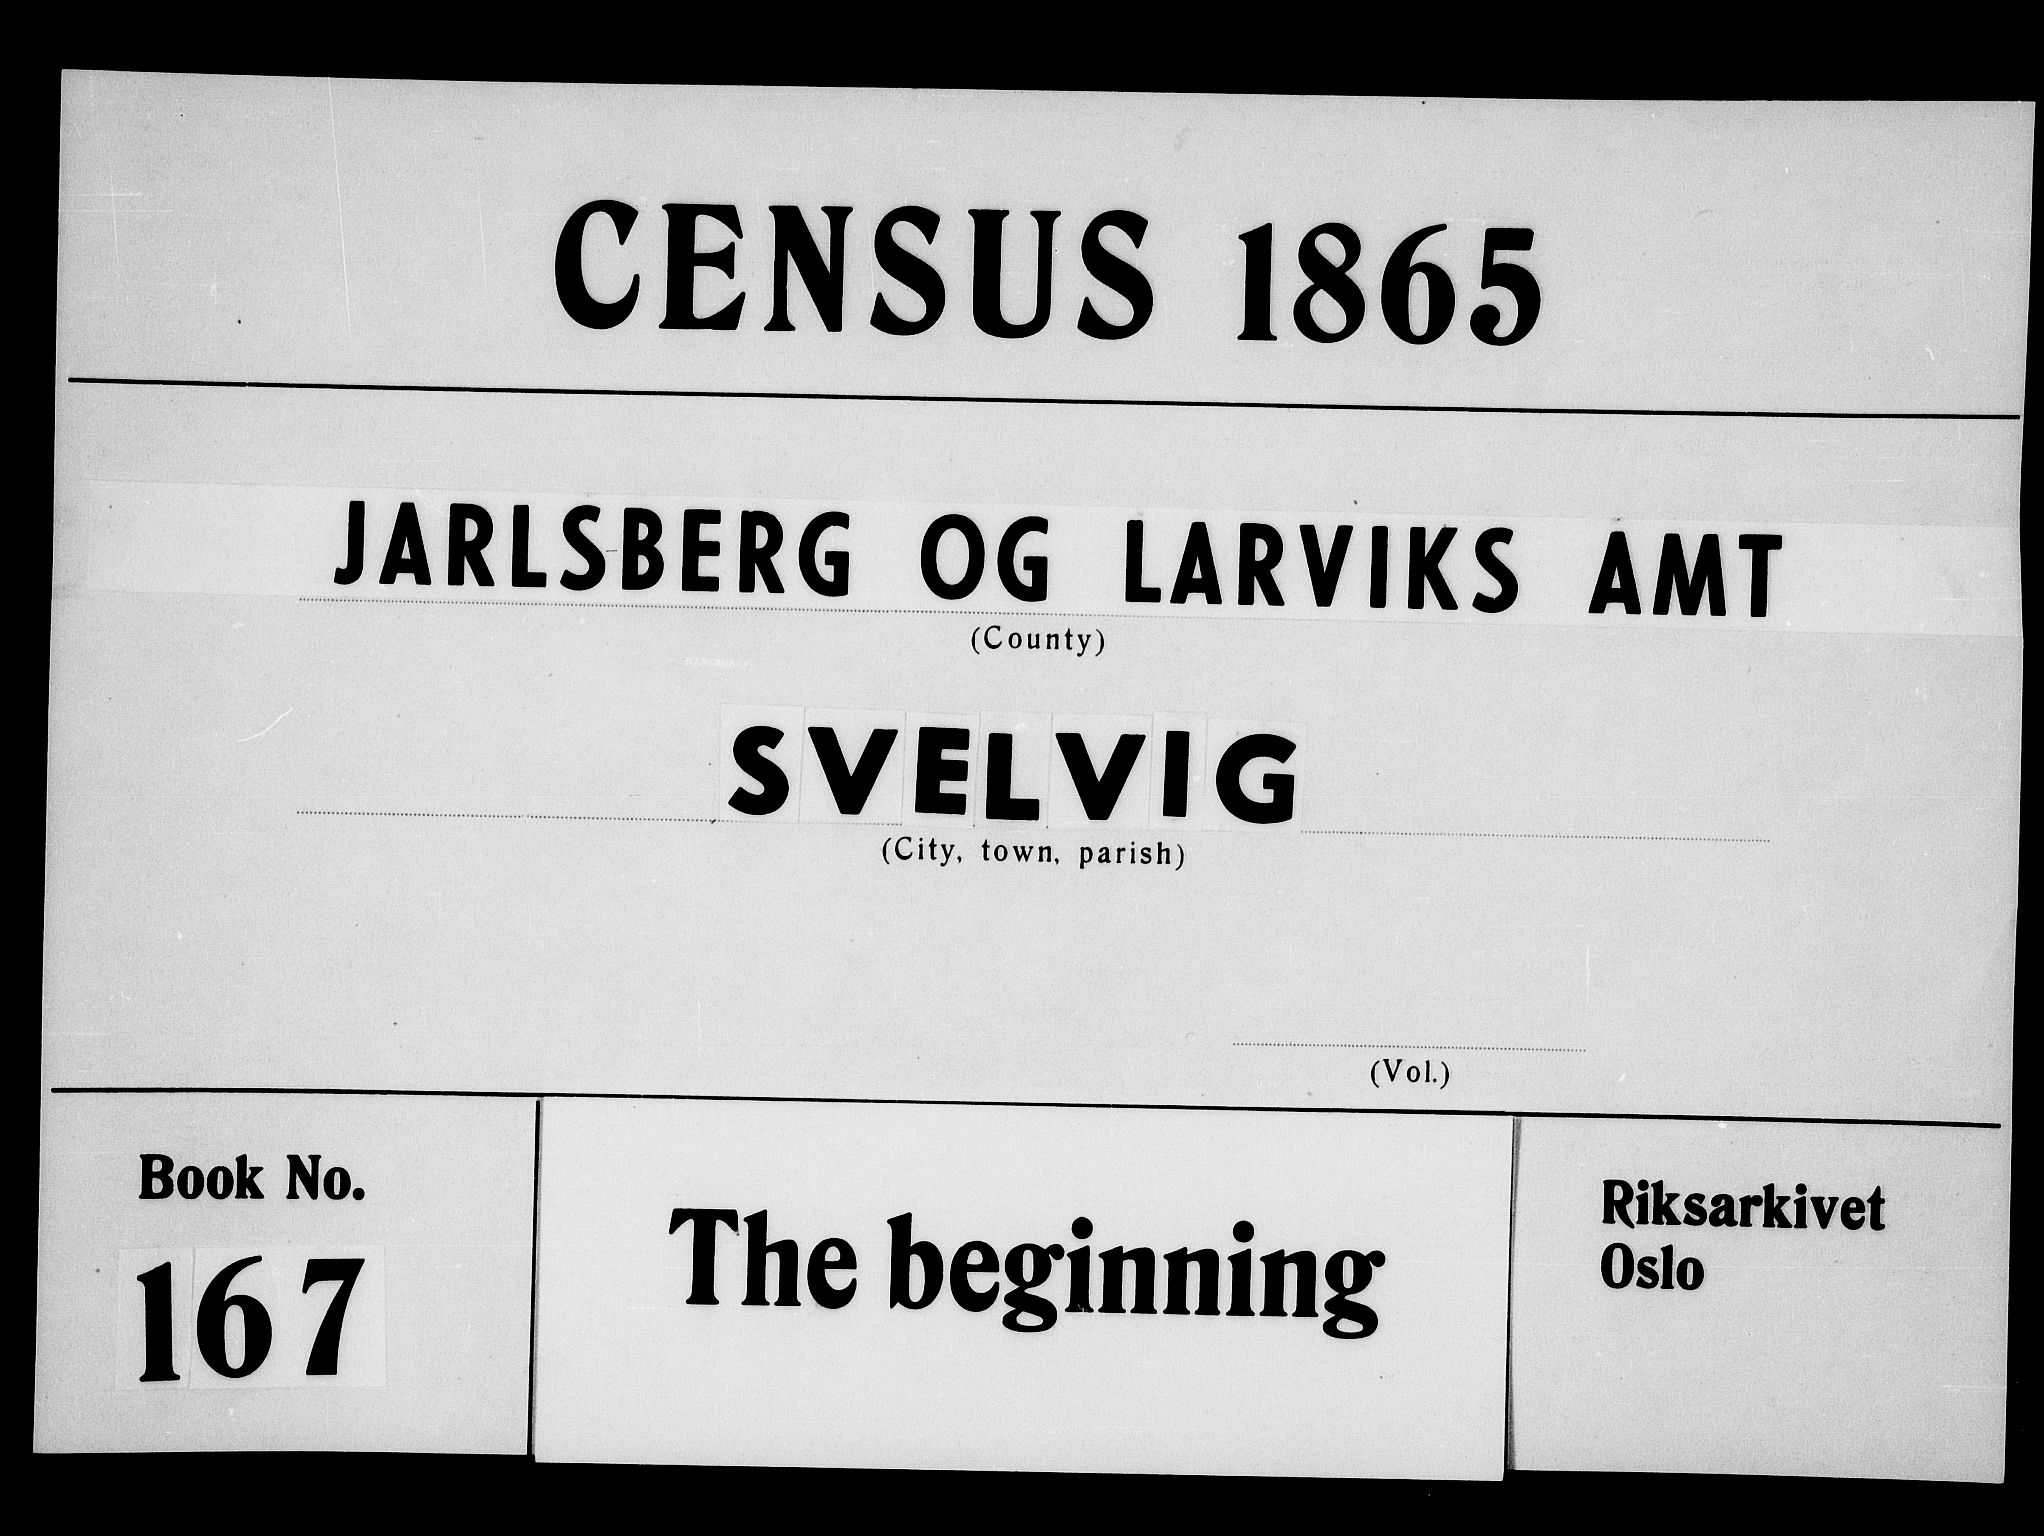 CENSUS 1865
JARLSBERG OG LARVIKS AMT
(County)
SVELVIG
(City, town, parish)
(Vol.)
Book No.
167
The beginning
Riksarkivet
Oslo